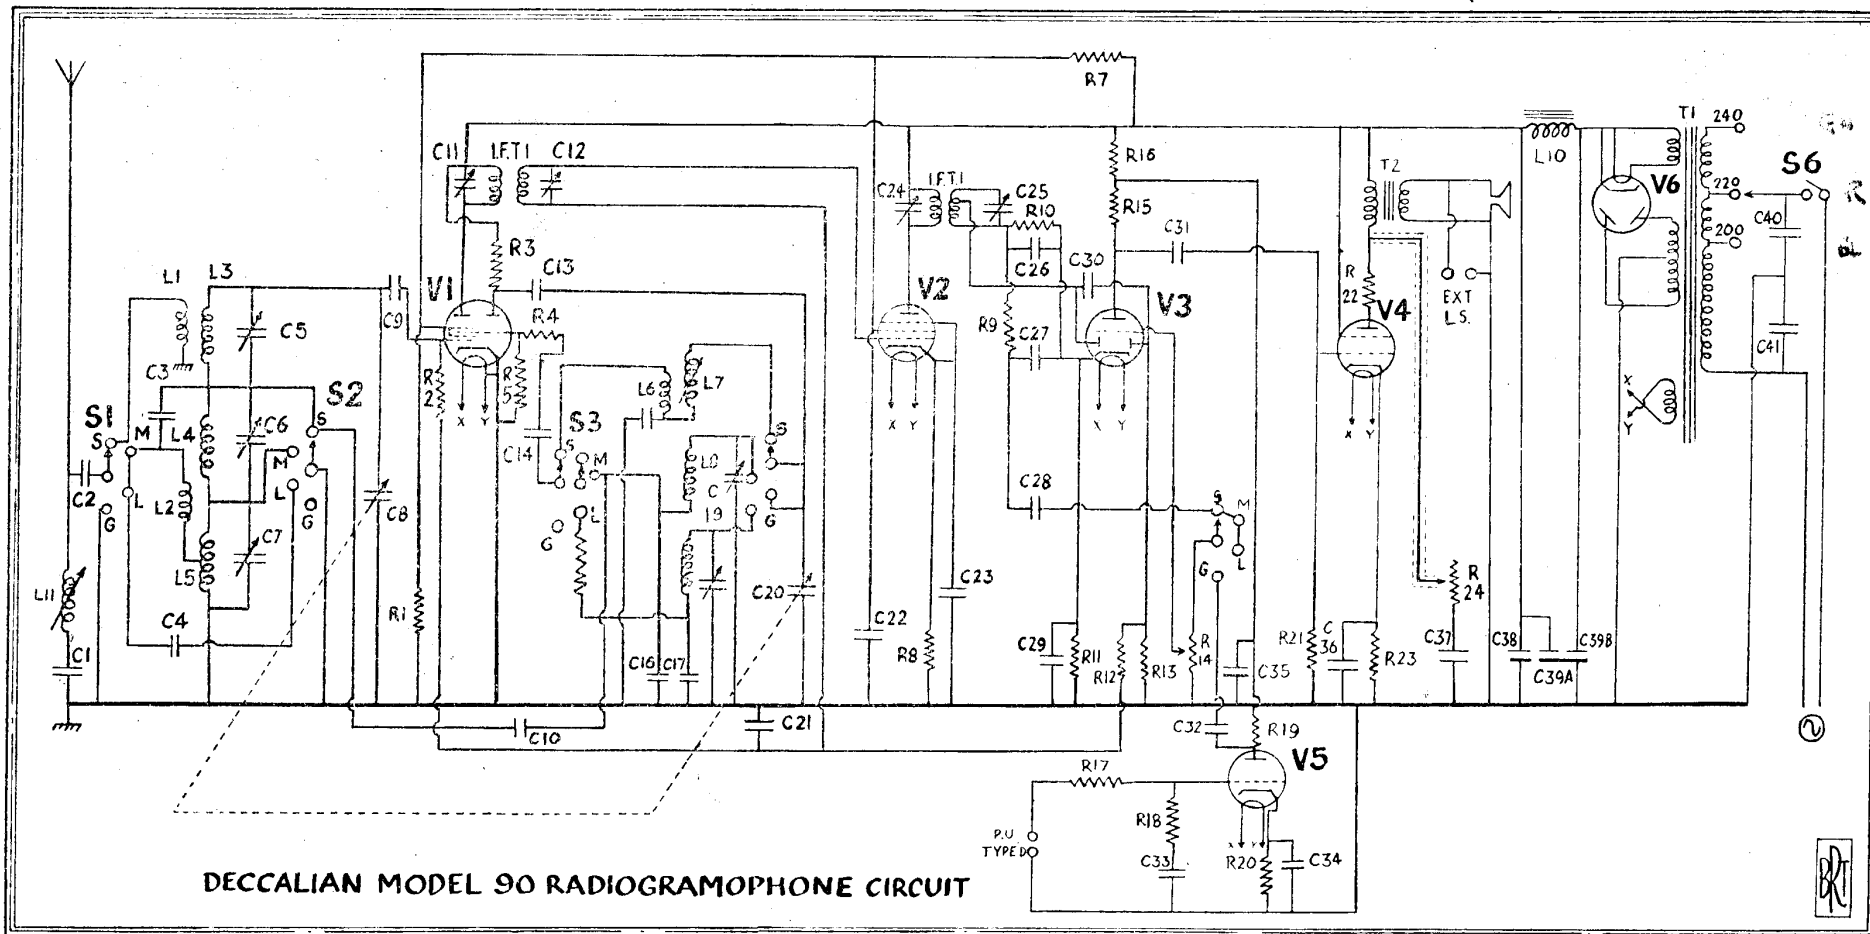 R7
T1
240
L10
S6
V6
220
C40
200
C41
X
Y
C11
I.F.T.1
C12
R16
T2
I.F.T.1
C24
C25
R10
R15
C31
R3
C13
C26
C30
L1
L3
V1
V2
V3
R
22
V4
EXT
L.S.
C9
R4
R9
C27
C5
C3
R
2
R
5
L6
L7
X Y
X Y
X Y
X Y
S1
S
M
L4
C6
S2
S
M
L
G
C14
S3
S
M
L
G
L8
C
19
S
G
C2
L
G
L2
C8
C28
S
M
L
G
C7
L5
L11
C4
R1
C20
C22
C23
R
24
C1
C16
C17
R8
C29
R11
R12
R13
R
14
C35
R21
C
36
R23
C37
C38
C39A
C39B
C10
C21
C32
R19
V5
R17
R18
P.U
TYPE D
C33
X Y
R20
C34
DECCALIAN MODEL 90 RADIOGRAMOPHONE CIRCUIT
BRT